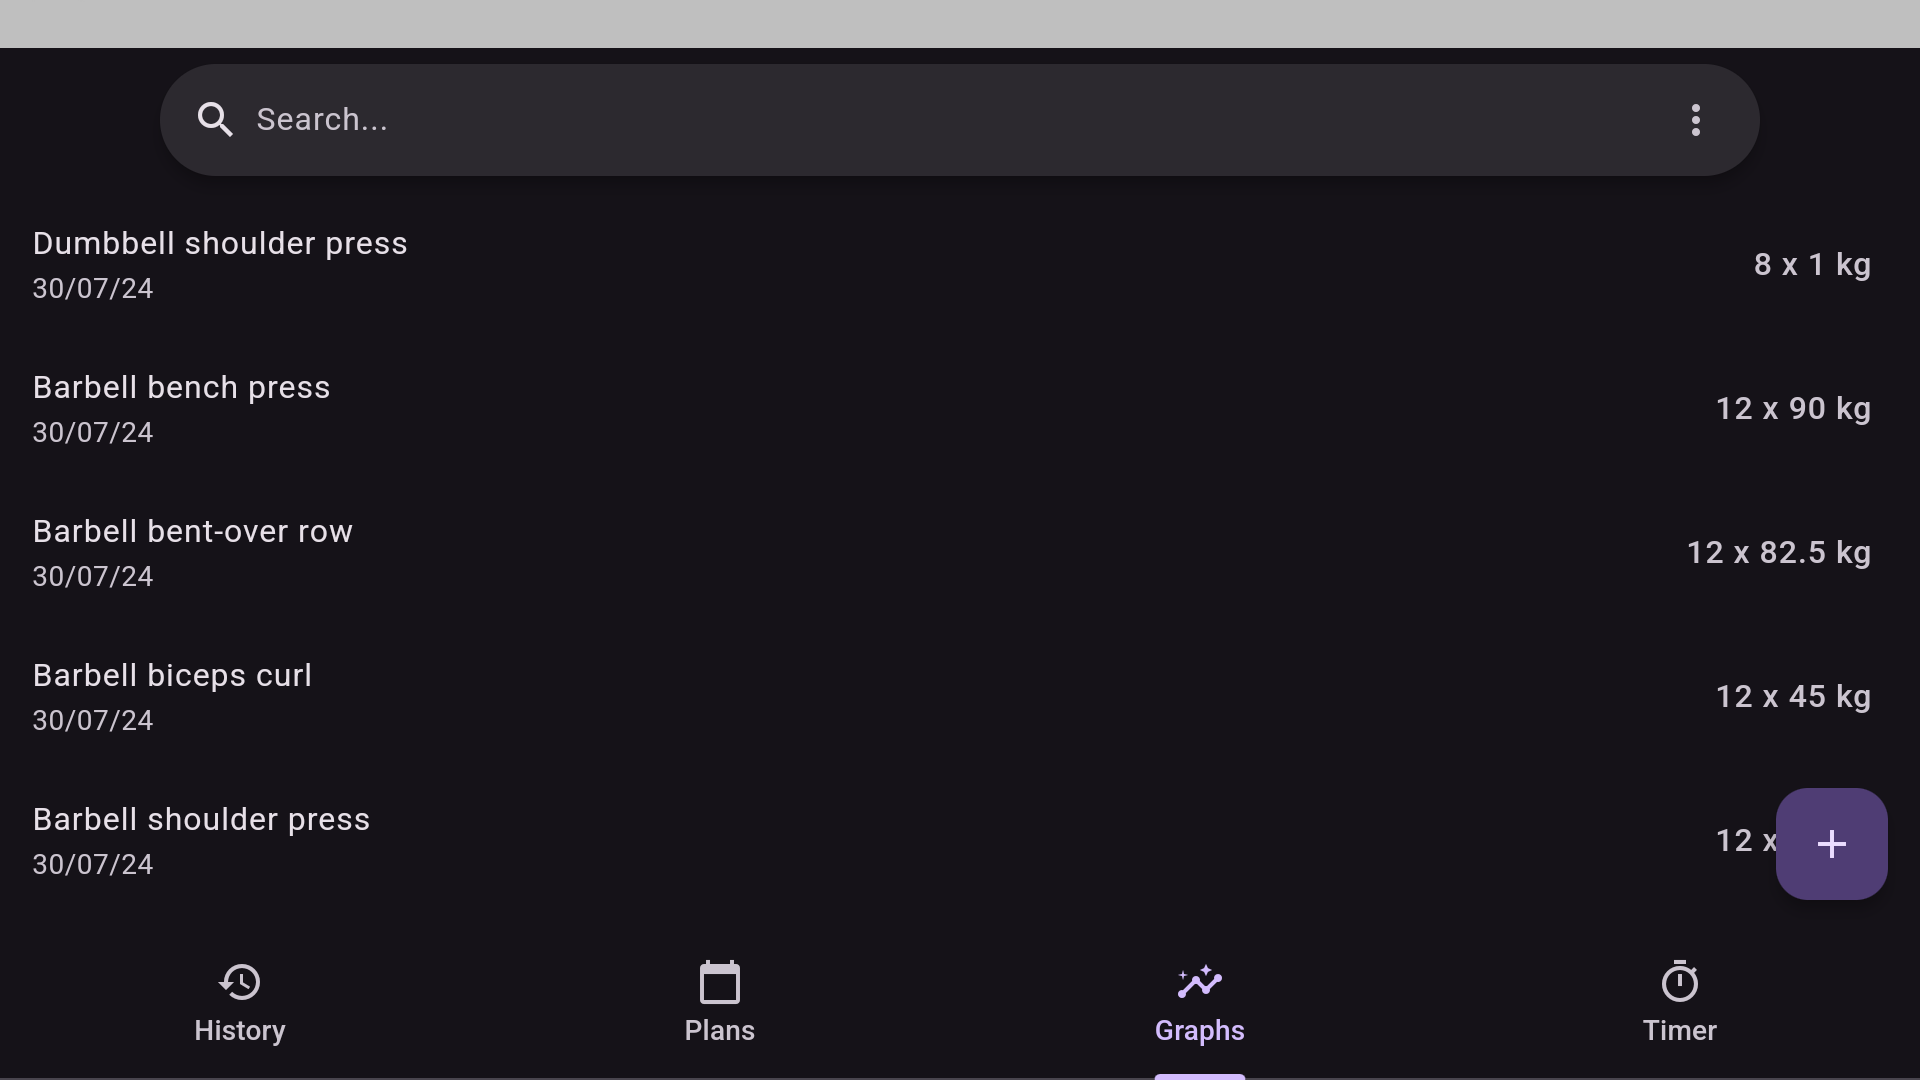 Search...
Dumbbell shoulder press
30/07/24
8 x 1 kg
Barbell bench press
30/07/24
12 x 90 kg
Barbell bent-over row
30/07/24
12 x 82.5 kg
Barbell biceps curl
30/07/24
12 x 45 kg
Barbell shoulder press
30/07/24
12 x
History
Plans
Graphs
Timer